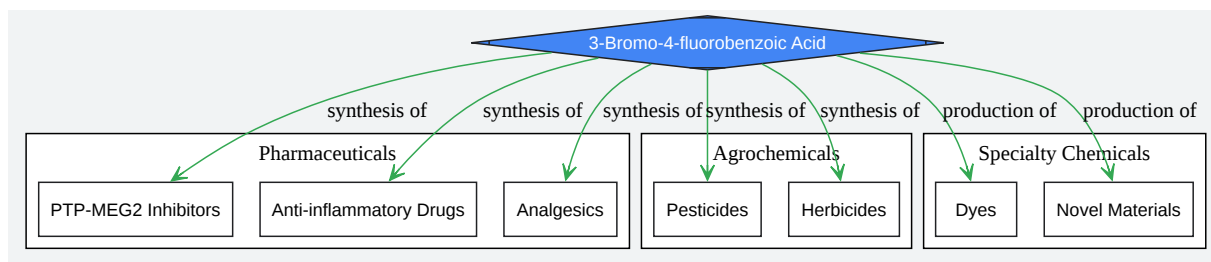 3-Bromo-4-fluorobenzoic Acid
synthesis of
synthesis of
synthesis of
synthesis of
synthesis of
production of
production of
Pharmaceuticals
Agrochemicals
Specialty Chemicals
PTP-MEG2 Inhibitors
Anti-inflammatory Drugs
Analgesics
Pesticides
Herbicides
Dyes
Novel Materials